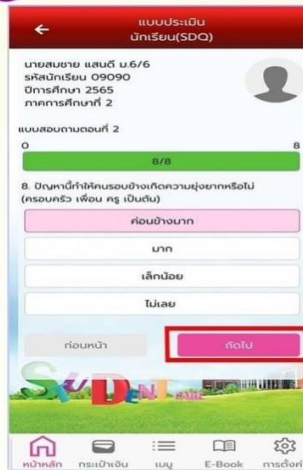 แบบประเมิน
นักเรียน(SDQ)
นายสมชาย แสนดี ม.6/6
รหัสนักเรียน 09090
ปีการศึกษา 2565
ภาคการศึกษาที่ 2
แบบสอบถามตอนที่ 2
0 8
8/8
8. ปัญหานี้ทำให้คนรอบข้างเกิดความยุ่งยากหรือไม่
(ครอบครัว เพื่อน ครู เป็นต้น)
ค่อนข้างมาก
มาก
เล็กน้อย
ไม่เลย
ก่อนหน้า ถัดไป
หน้าหลัก กระเป๋าเงิน เมนู E-Book การตั้งค่า